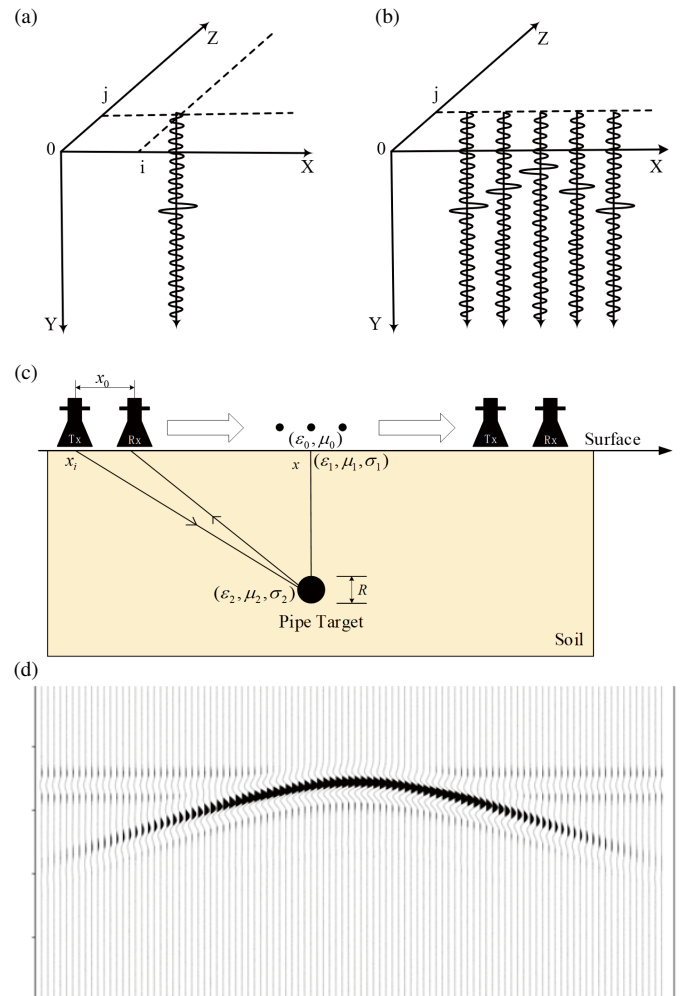 (a)
Z
j
0
i
X
Y
(b)
Z
j
0
X
Y
(c)
x₀
Tx
Rx
Tx
Rx
(ε₀, μ₀)
Surface
xᵢ
x
(ε₁, μ₁, σ₁)
(ε₂, μ₂, σ₂)
R
Pipe Target
Soil
(d)